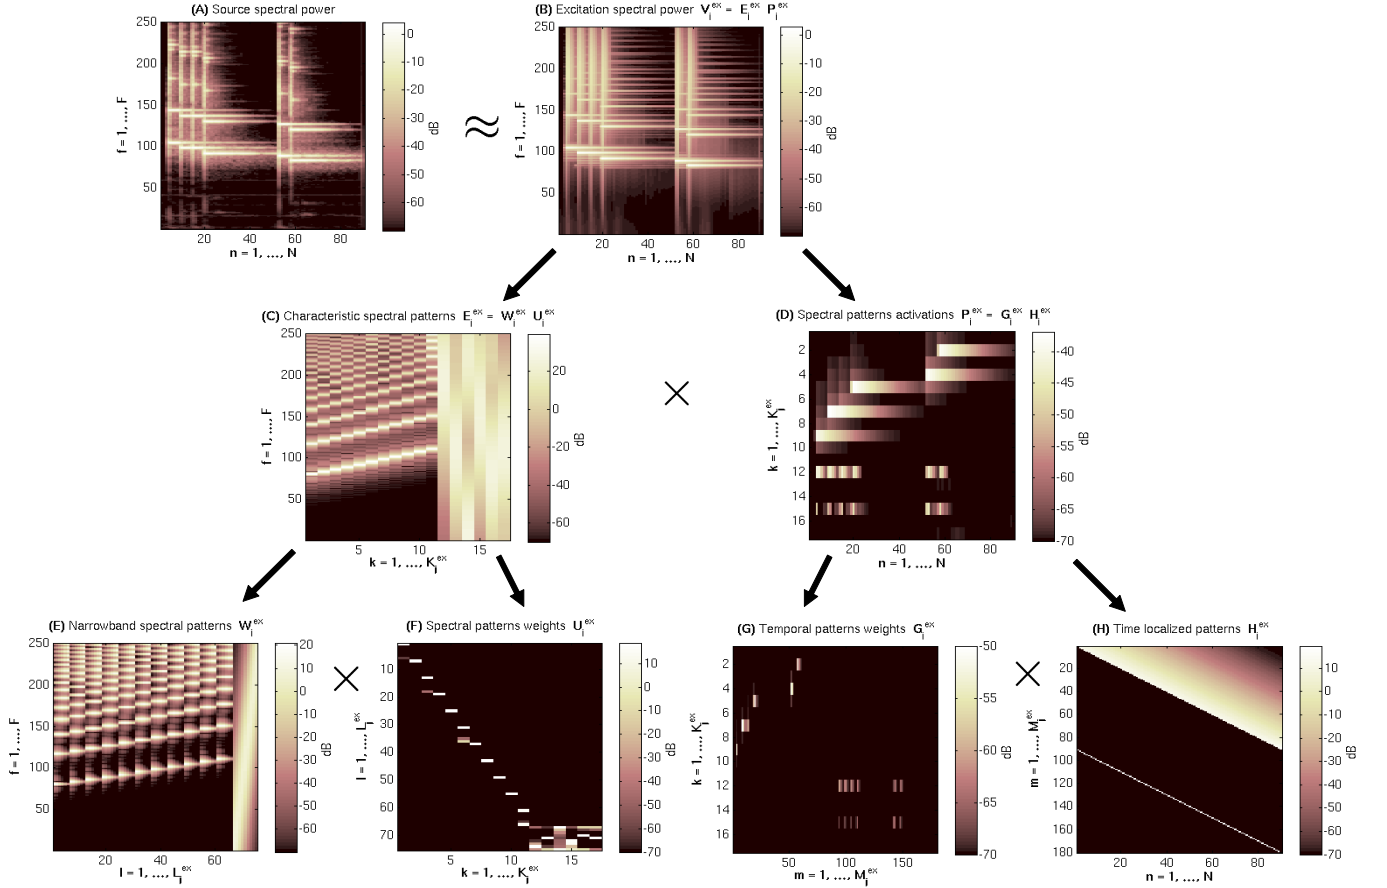 (A) Source spectral power
(B) Excitation spectral power V_j^ex = E_j^ex P_j^ex
250
200
150
100
50
f = 1, ..., F
20 40 60 80
n = 1, ..., N
0
-10
-20
-30
-40
-50
-60
dB
≈
250
200
150
100
50
f = 1, ..., F
20 40 60 80
n = 1, ..., N
0
-10
-20
-30
-40
-50
-60
dB
(C) Characteristic spectral patterns E_j^ex = W_j^ex U_j^ex
250
200
150
100
50
f = 1, ..., F
5 10 15
k = 1, ..., K_j^ex
20
0
-20
-40
-60
dB
×
(D) Spectral patterns activations P_j^ex = G_j^ex H_j^ex
2
4
6
8
10
12
14
16
k = 1, ..., K_j^ex
20 40 60 80
n = 1, ..., N
-40
-45
-50
-55
-60
-65
-70
dB
(E) Narrowband spectral patterns W_j^ex
250
200
150
100
50
f = 1, ..., F
20 40 60
l = 1, ..., L_j^ex
20
10
0
-10
-20
-30
-40
-50
-60
dB
×
(F) Spectral patterns weights U_j^ex
10
20
30
40
50
60
70
l = 1, ..., L_j^ex
5 10 15
k = 1, ..., K_j^ex
10
0
-10
-20
-30
-40
-50
-60
-70
dB
(G) Temporal patterns weights G_j^ex
2
4
6
8
10
12
14
16
k = 1, ..., K_j^ex
50 100 150
m = 1, ..., M_j^ex
-50
-55
-60
-65
-70
dB
×
(H) Time localized patterns H_j^ex
20
40
60
80
100
120
140
160
180
m = 1, ..., M_j^ex
20 40 60 80
n = 1, ..., N
10
0
-10
-20
-30
-40
-50
-60
-70
dB